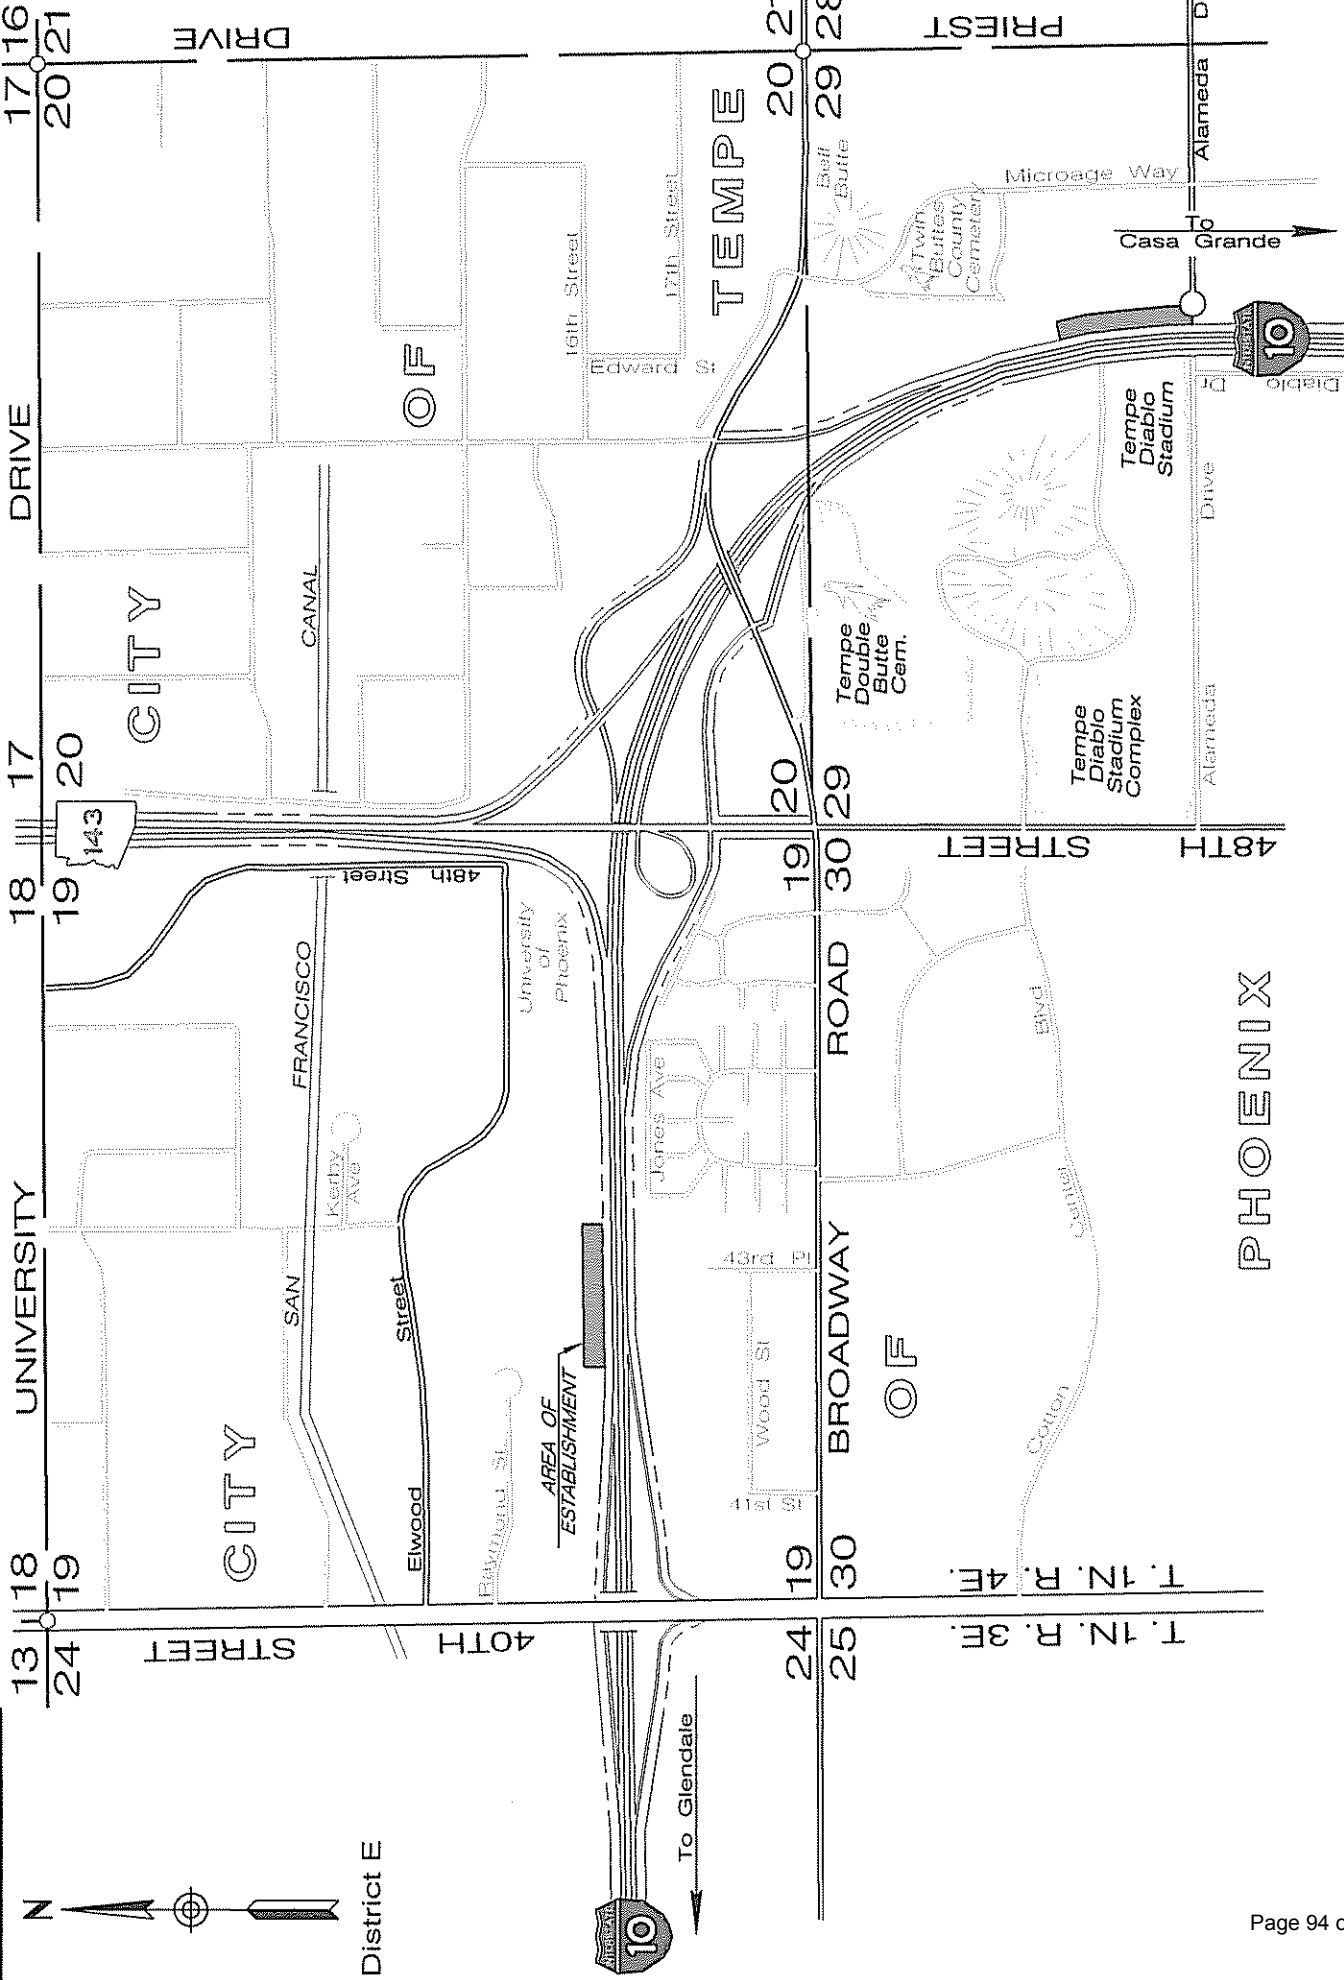 N
District E
13 18
24 19
UNIVERSITY
DRIVE
18 17
19 20
17 16
20 21
143
CITY
OF
TEMPE
CITY
OF
PHOENIX
SAN
FRANCISCO
CANAL
Kerby
Ave
Elwood
Street
48th Street
University
of
Phoenix
Raymond St.
AREA OF
ESTABLISHMENT
STREET
40TH
DRIVE
PRIEST
16th Street
17th Street
Edward St
Jones Ave
43rd Pl
Wood St
41st St
BROADWAY
ROAD
19
30
24
25
19 20
30 29
20 21
29 28
10
To Glendale
T. 1N. R. 4E.
T. 1N. R. 3E.
Cotton
Center
Blvd
48TH
STREET
Tempe
Double
Butte
Cem.
Tempe
Diablo
Stadium
Complex
Tempe
Diablo
Stadium
Alameda
Drive
Diablo
Dr
Bell
Butte
Twin
Buttes
County
Cemetery
Microage Way
To
Casa Grande
Alameda D
10
Page 94 o